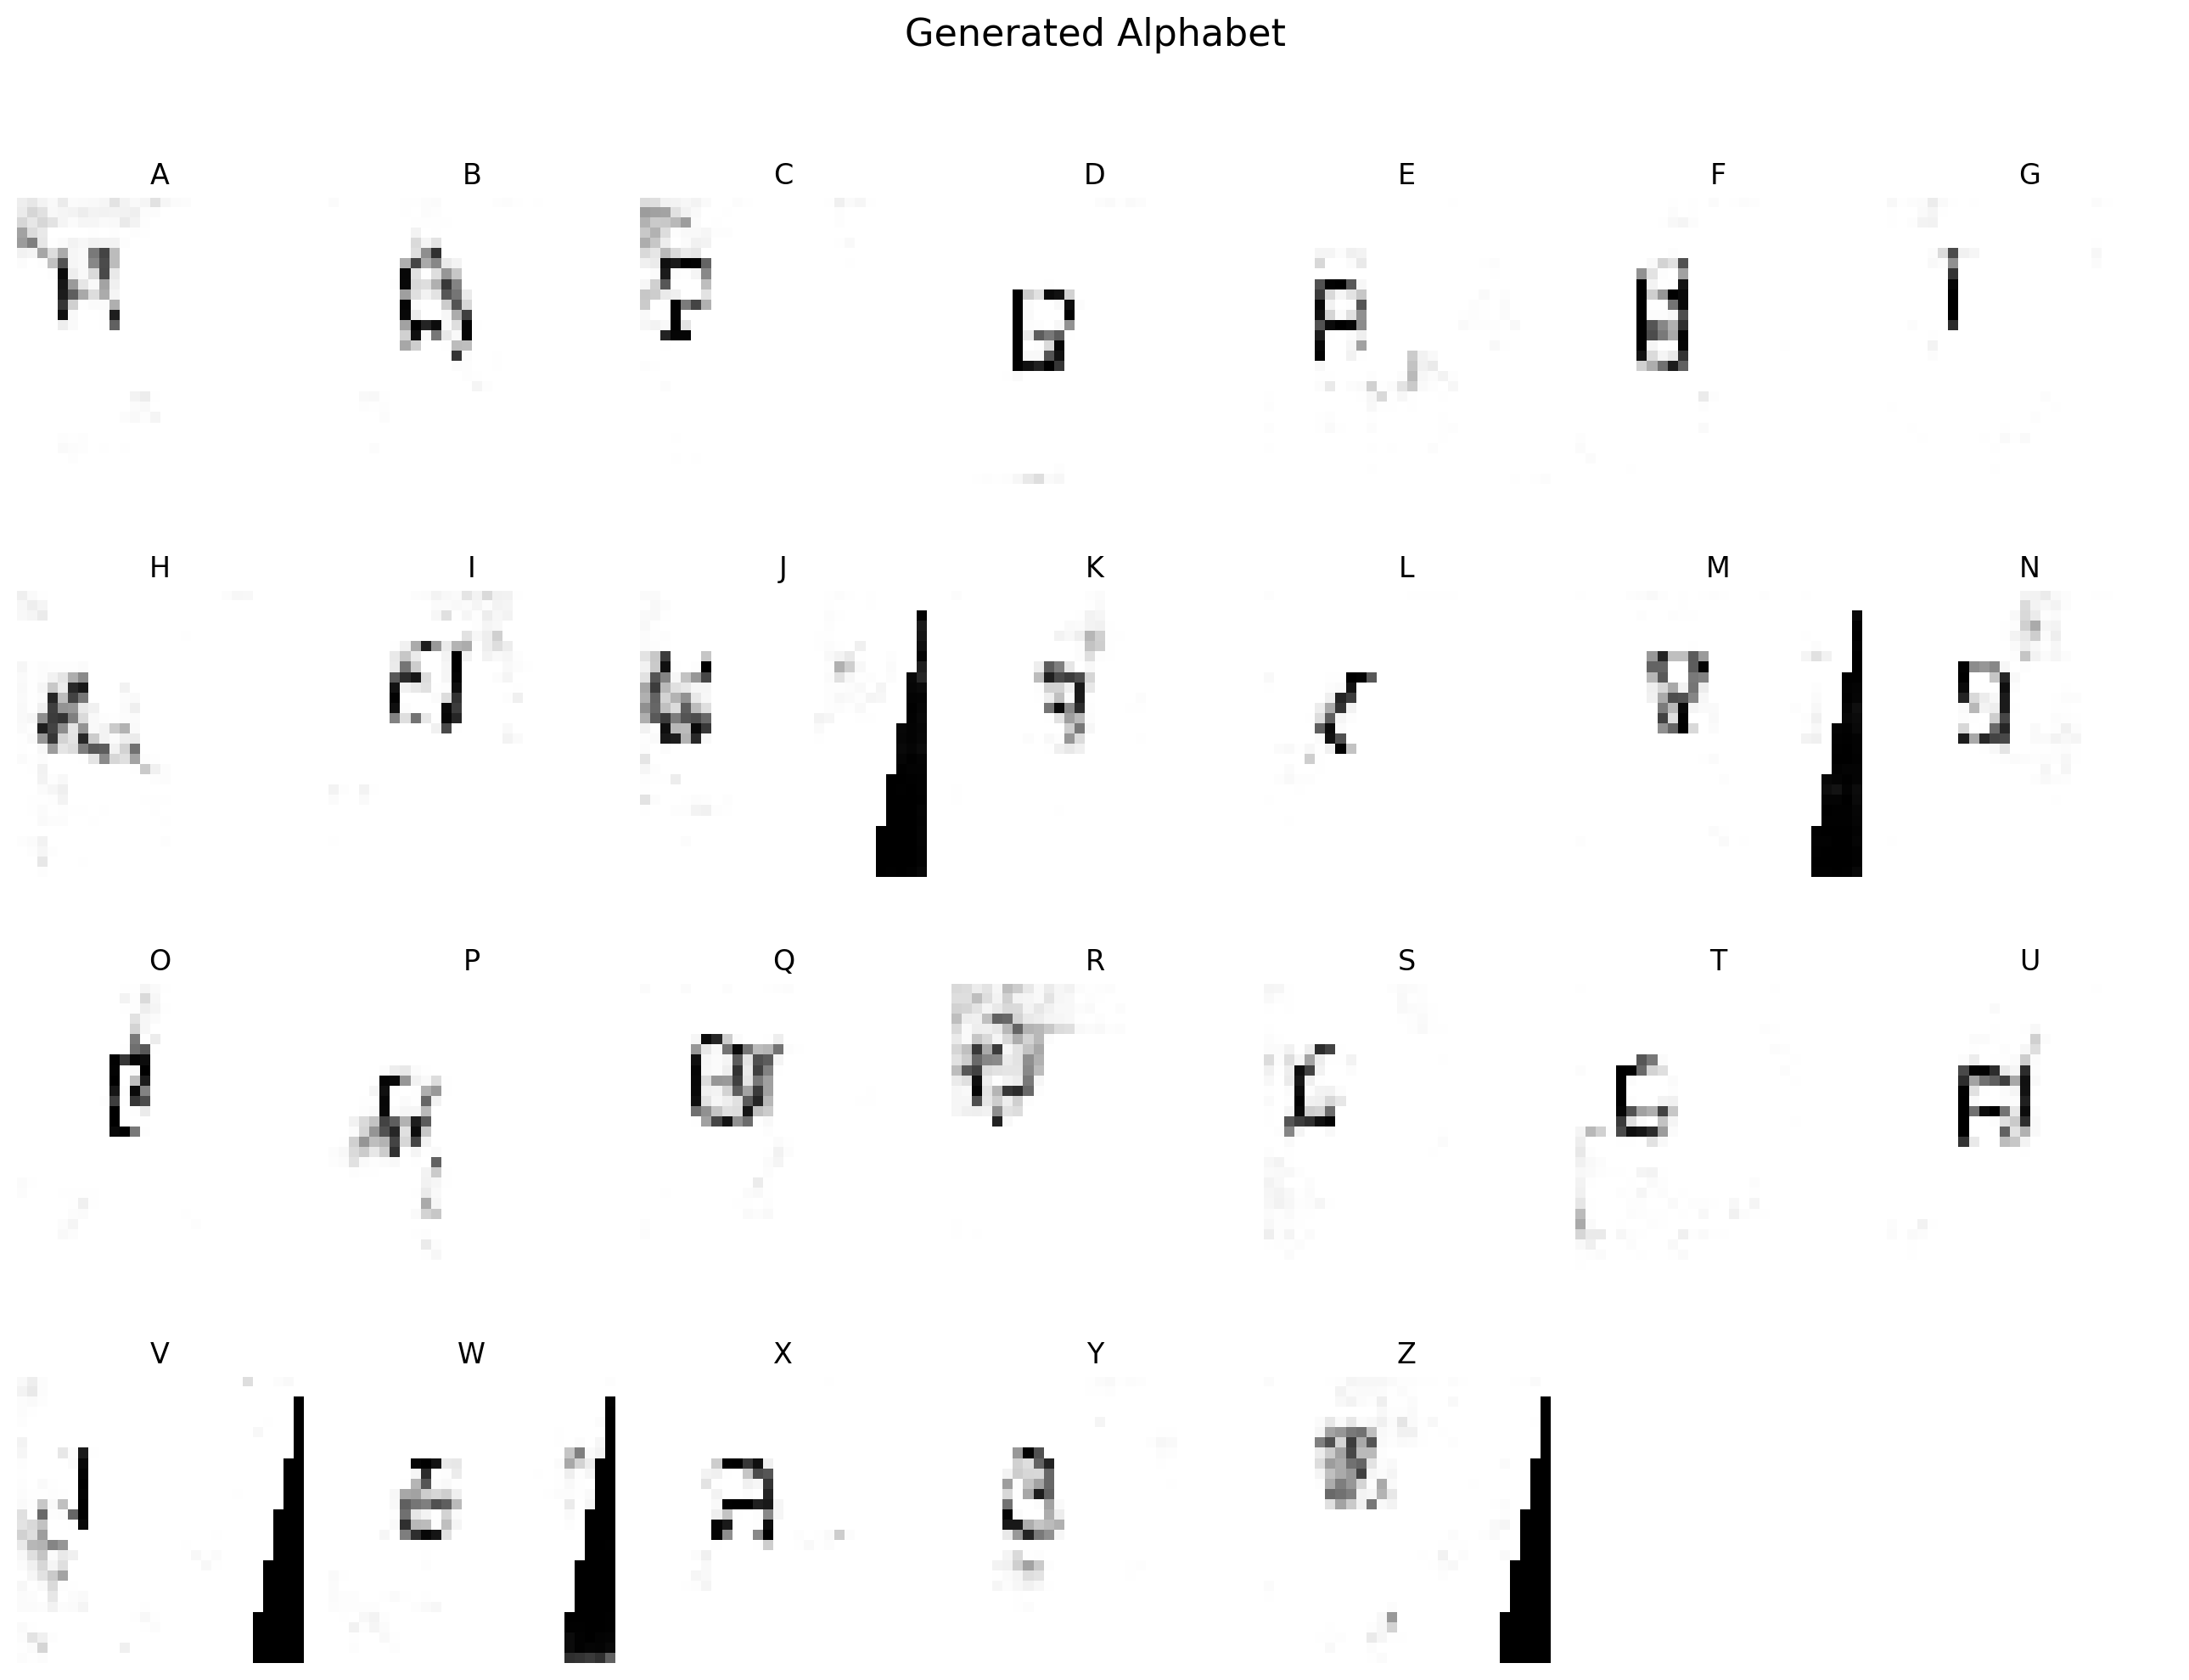 Generated Alphabet
A B C D E F G
H I J K L M N
O P Q R S T U
V W X Y Z